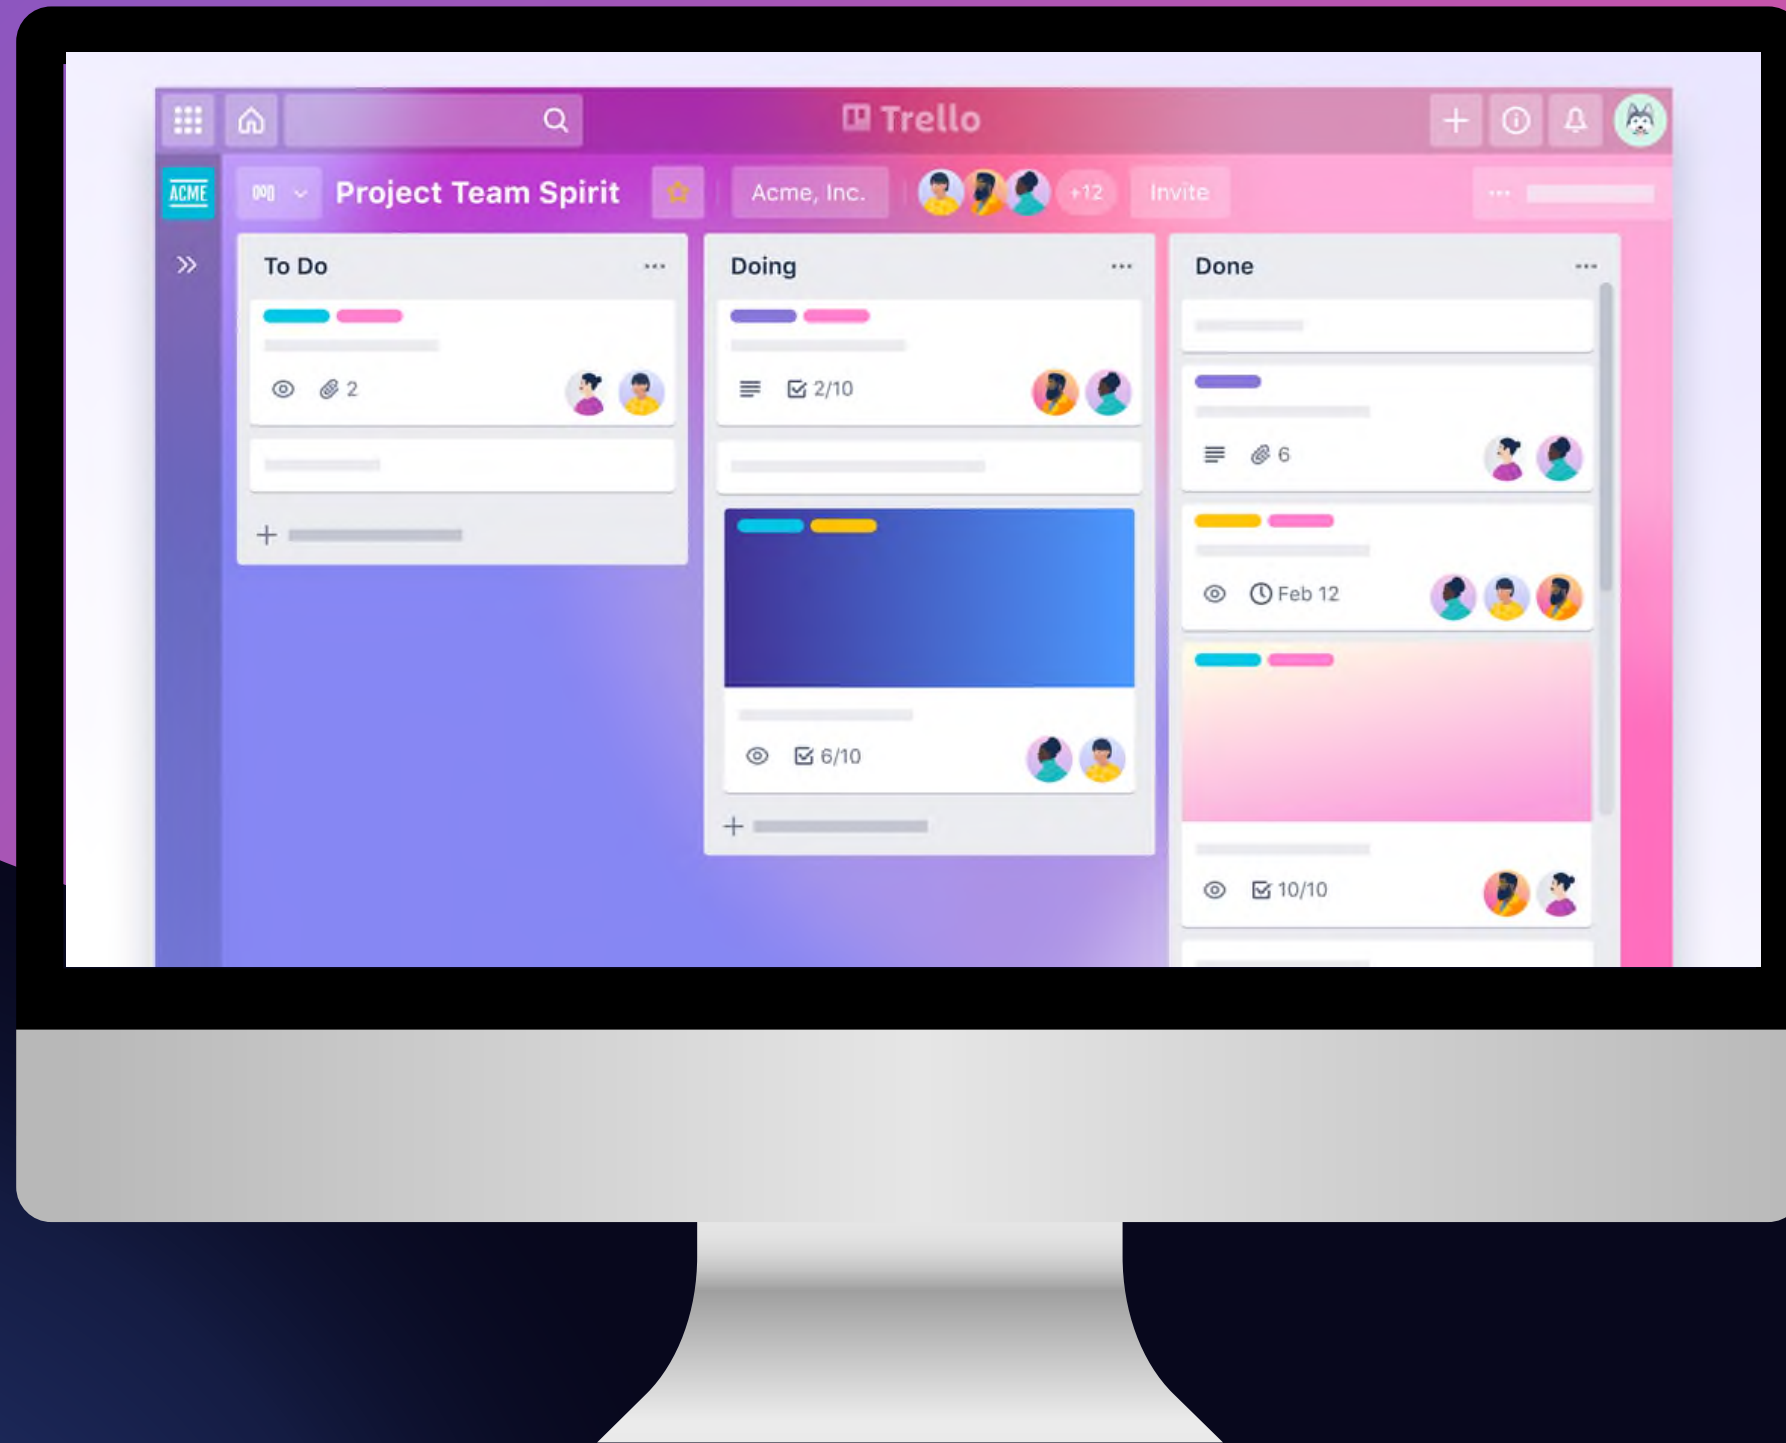 Trello
ACME
Project Team Spirit
Acme, Inc.
+12
Invite
To Do
2
Doing
2/10
6/10
Done
6
Feb 12
10/10